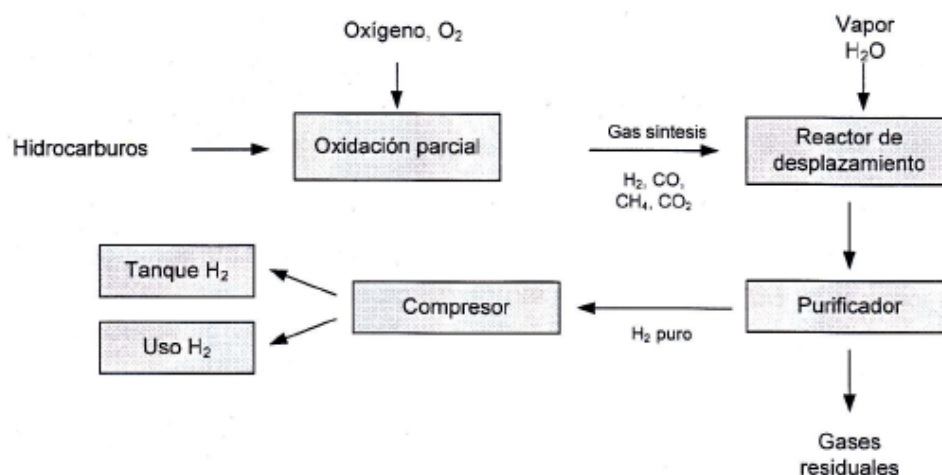 Oxígeno, O₂
Vapor
H₂O
Hidrocarburos
Oxidación parcial
Gas síntesis
H₂, CO,
CH₄, CO₂
Reactor de
desplazamiento
Tanque H₂
Uso H₂
Compresor
H₂ puro
Purificador
Gases
residuales